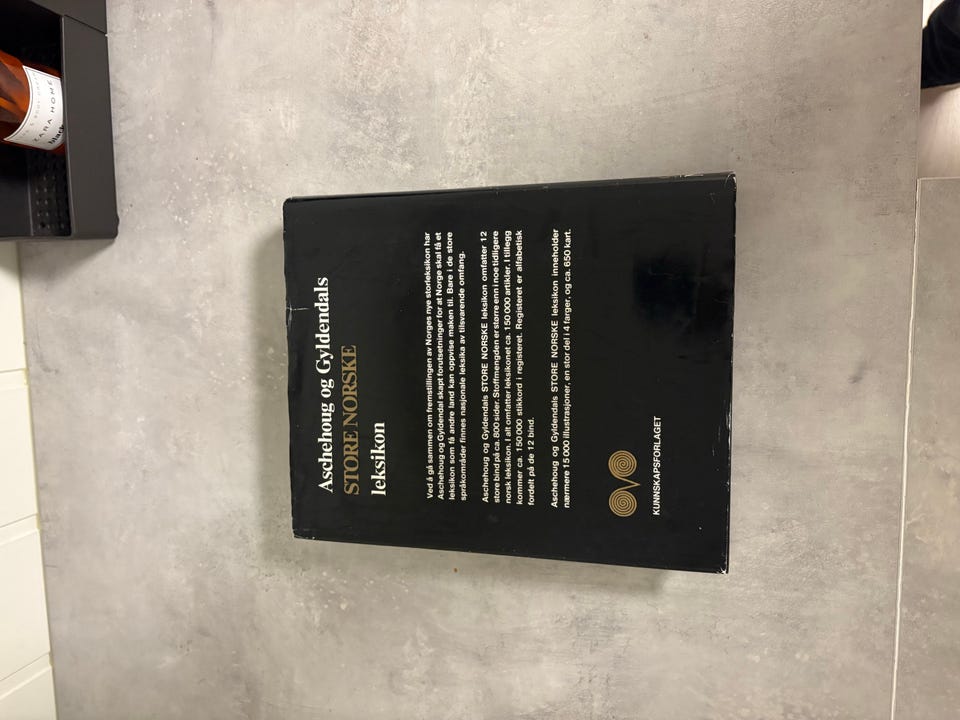 Aschehoug og Gyldendals
STORE NORSKE
leksikon
Ved å gå sammen om fremstillingen av Norges nye storleksikon har
Aschehoug og Gyldendal skapt forutsetninger for at Norge skal få et
leksikon som få andre land kan oppvise maken til. Bare i de store
språkområder finnes nasjonale leksika av tilsvarende omfang.
Aschehoug og Gyldendals STORE NORSKE leksikon omfatter 12
store bind på ca. 800 sider. Stoffmengden er større enn i noe tidligere
norsk leksikon. I alt omfatter leksikonet ca. 150 000 artikler. I tillegg
kommer ca. 150 000 stikkord i registeret. Registeret er alfabetisk
fordelt på de 12 bind.
Aschehoug og Gyldendals STORE NORSKE leksikon inneholder
nærmere 15 000 illustrasjoner, en stor del i 4 farger, og ca. 650 kart.
KUNNSKAPSFORLAGET
ZARA HOME
black